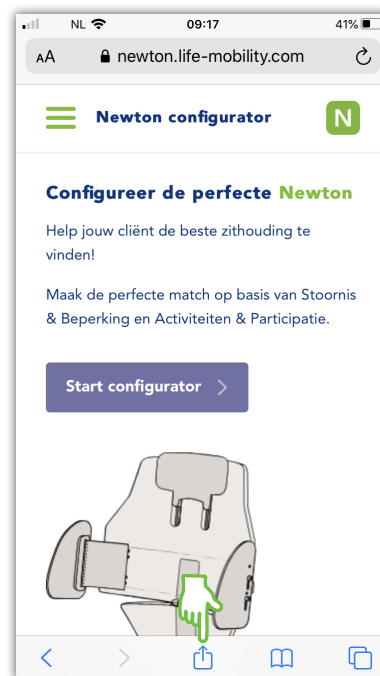 NL 09:17 41%
AA newton.life-mobility.com
Newton configurator N
Configureer de perfecte Newton
Help jouw cliënt de beste zithouding te
vinden!
Maak de perfecte match op basis van Stoornis
& Beperking en Activiteiten & Participatie.
Start configurator